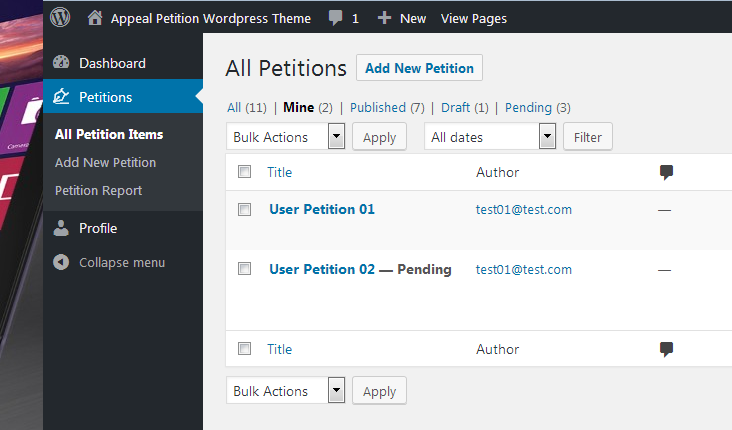 Appeal Petition Wordpress Theme 1 New View Pages
Dashboard
Petitions
All Petition Items
Add New Petition
Petition Report
Profile
Collapse menu
All Petitions Add New Petition
All (11) | Mine (2) | Published (7) | Draft (1) | Pending (3)
Bulk Actions Apply All dates Filter
Title Author
User Petition 01 test01@test.com —
User Petition 02 — Pending test01@test.com —
Title Author
Bulk Actions Apply